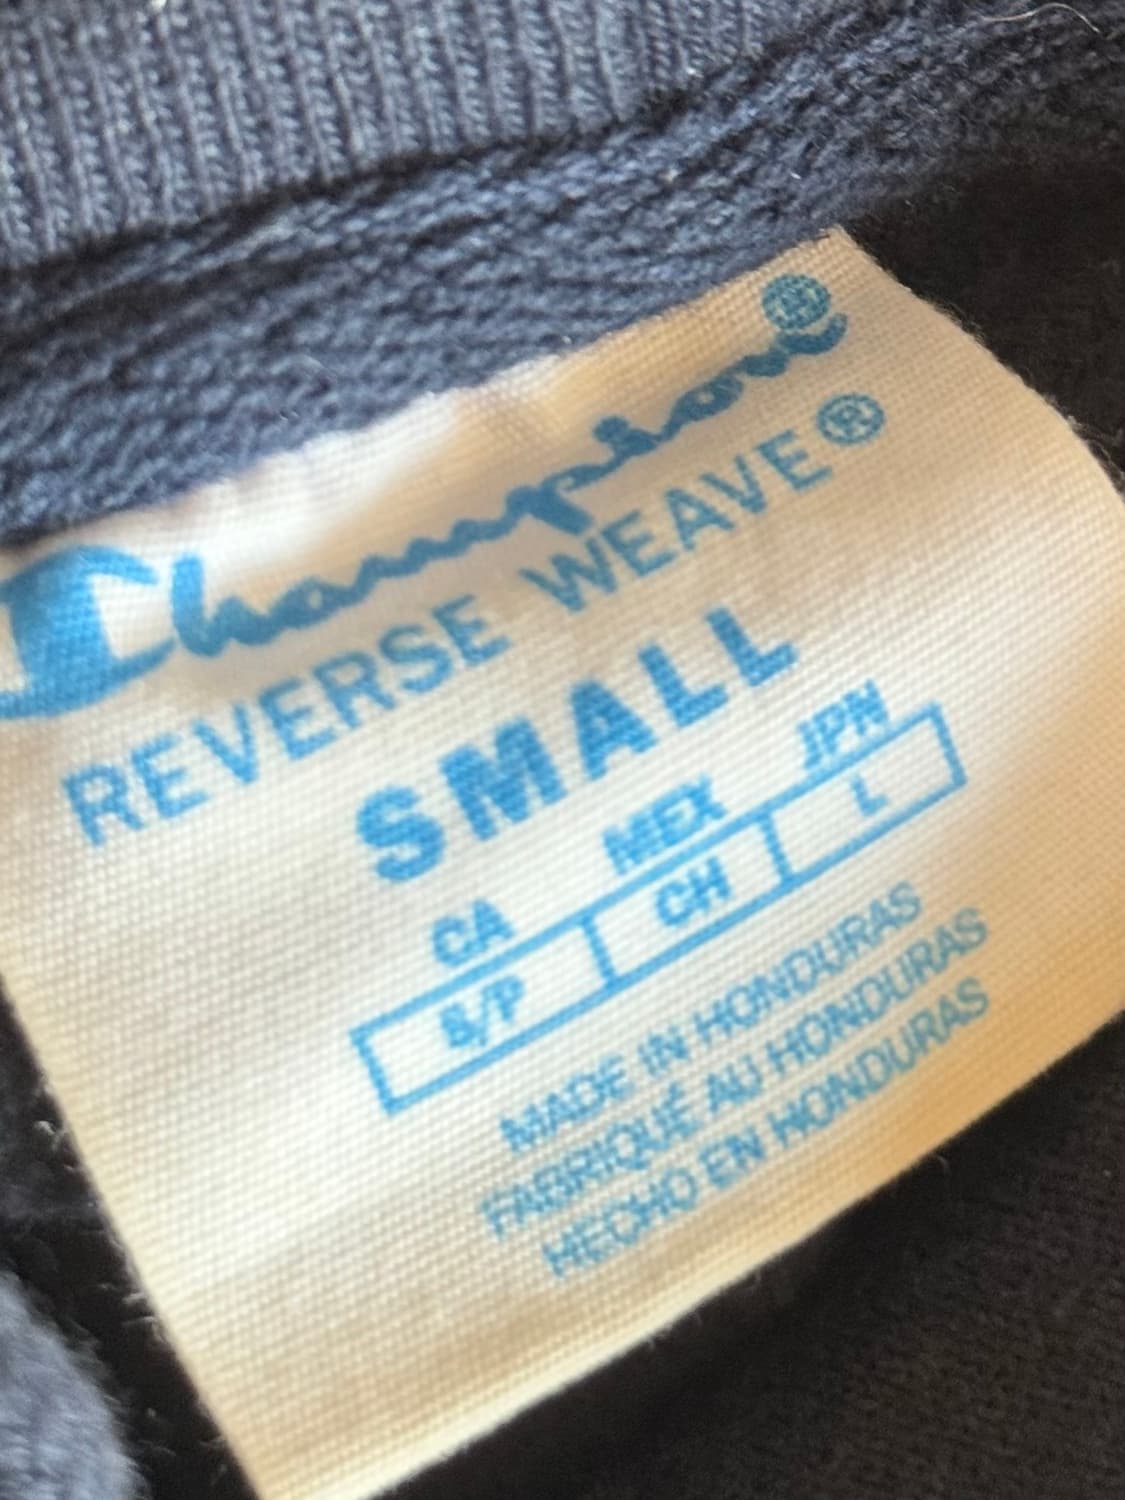 Champion®
REVERSE WEAVE®
SMALL
CA MEX JPN
S/P CH L
MADE IN HONDURAS
FABRIQUÉ AU HONDURAS
HECHO EN HONDURAS